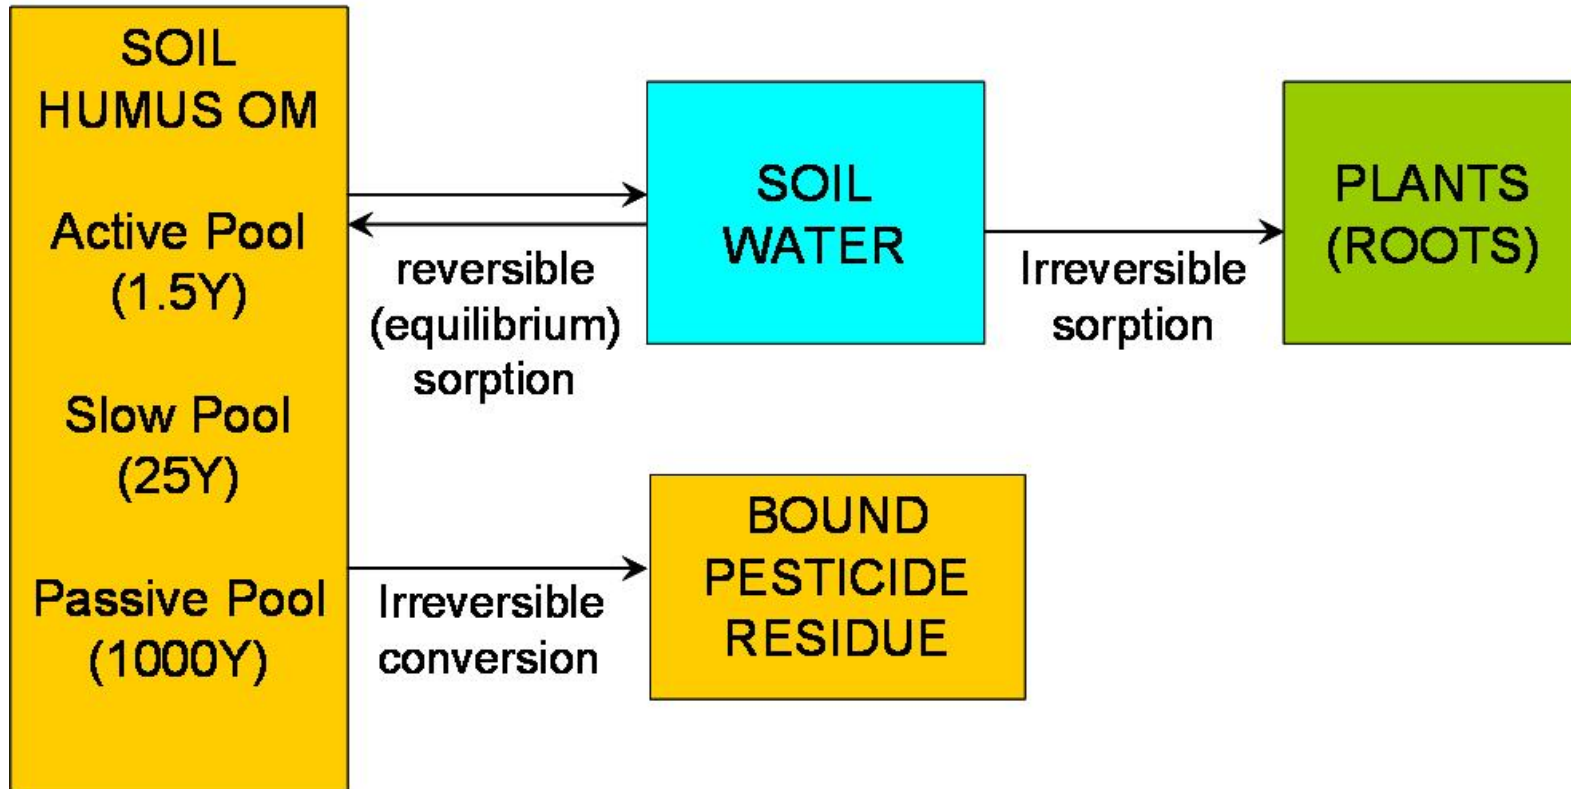 SOIL
HUMUS OM
Active Pool
(1.5Y)
Slow Pool
(25Y)
Passive Pool
(1000Y)
reversible
(equilibrium)
sorption
SOIL
WATER
Irreversible
sorption
PLANTS
(ROOTS)
Irreversible
conversion
BOUND
PESTICIDE
RESIDUE